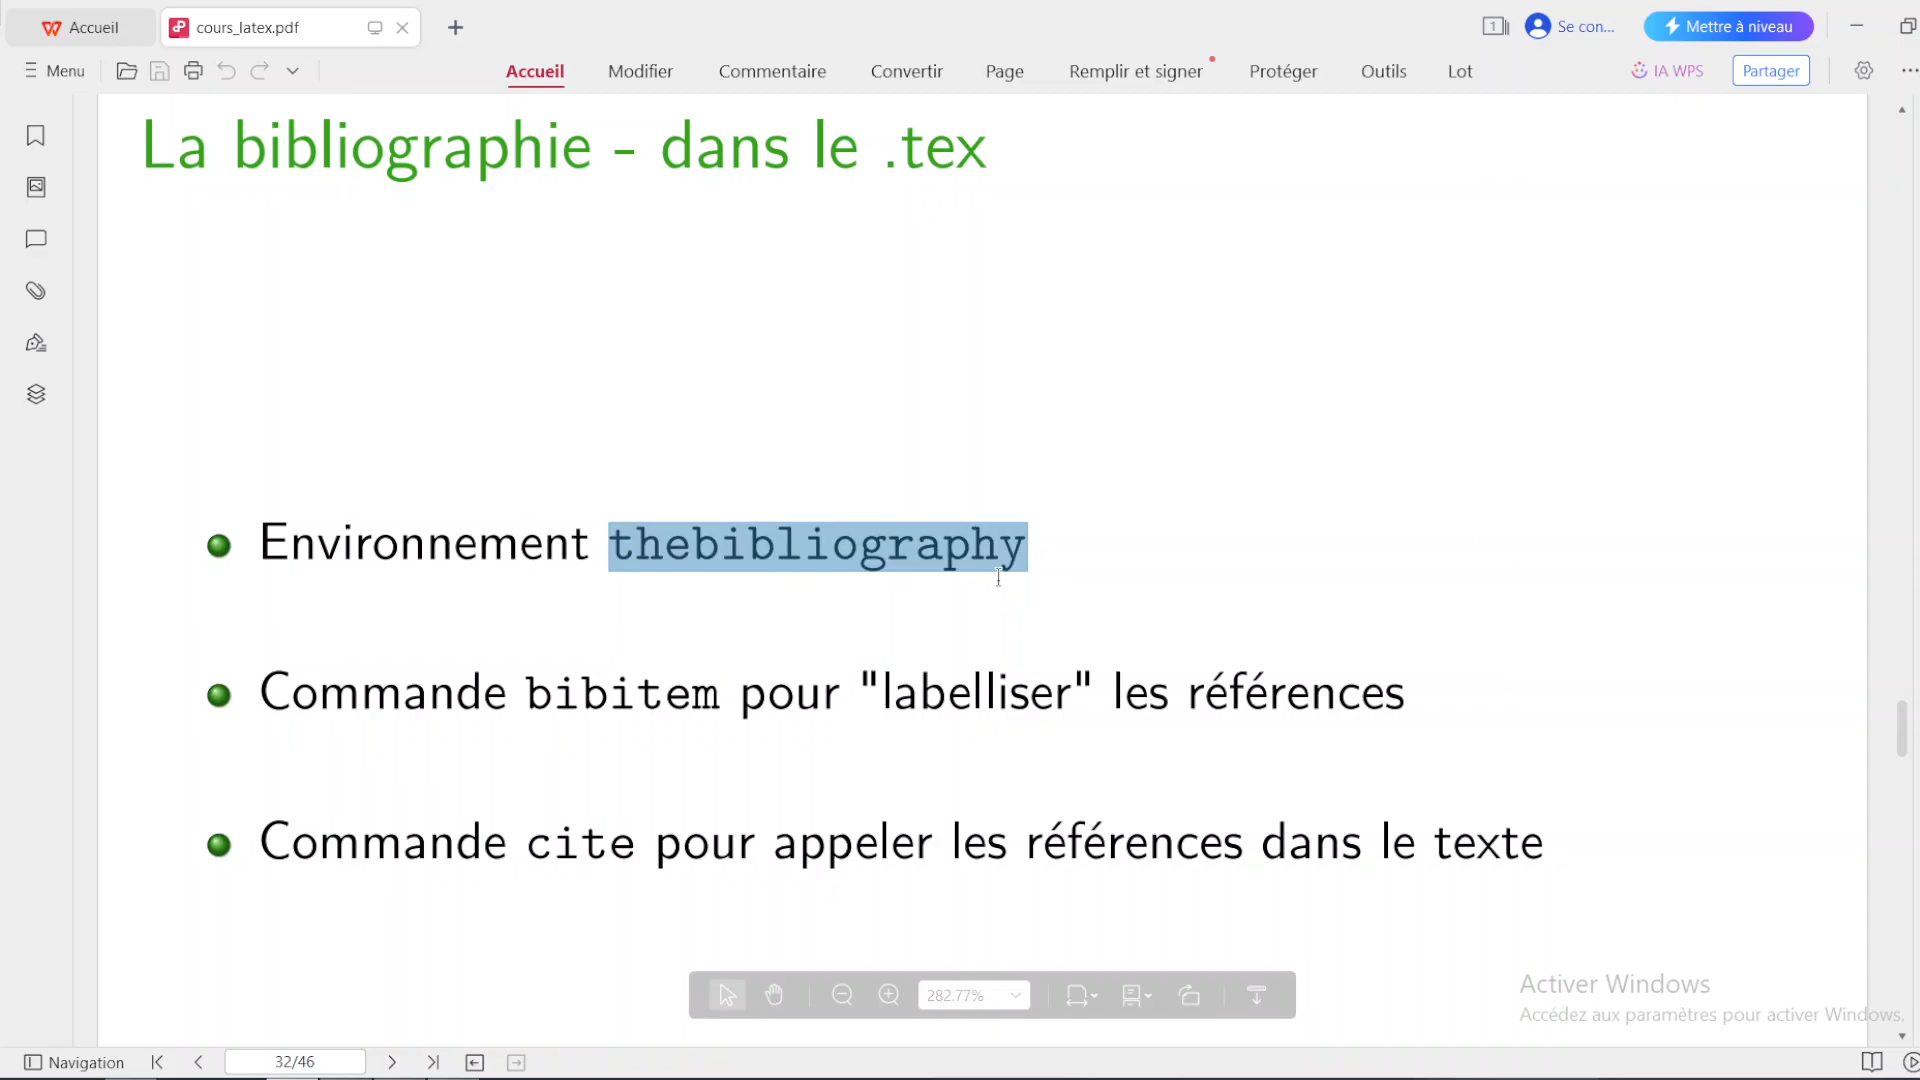 Accueil
cours_latex.pdf
1
Se con...
Mettre à niveau
Menu
Accueil
Modifier
Commentaire
Convertir
Page
Remplir et signer
Protéger
Outils
Lot
IA WPS
Partager
La bibliographie - dans le .tex
Environnement thebibliography
Commande bibitem pour "labelliser" les références
Commande cite pour appeler les références dans le texte
282.77%
Activer Windows
Accédez aux paramètres pour activer Windows.
Navigation
32/46